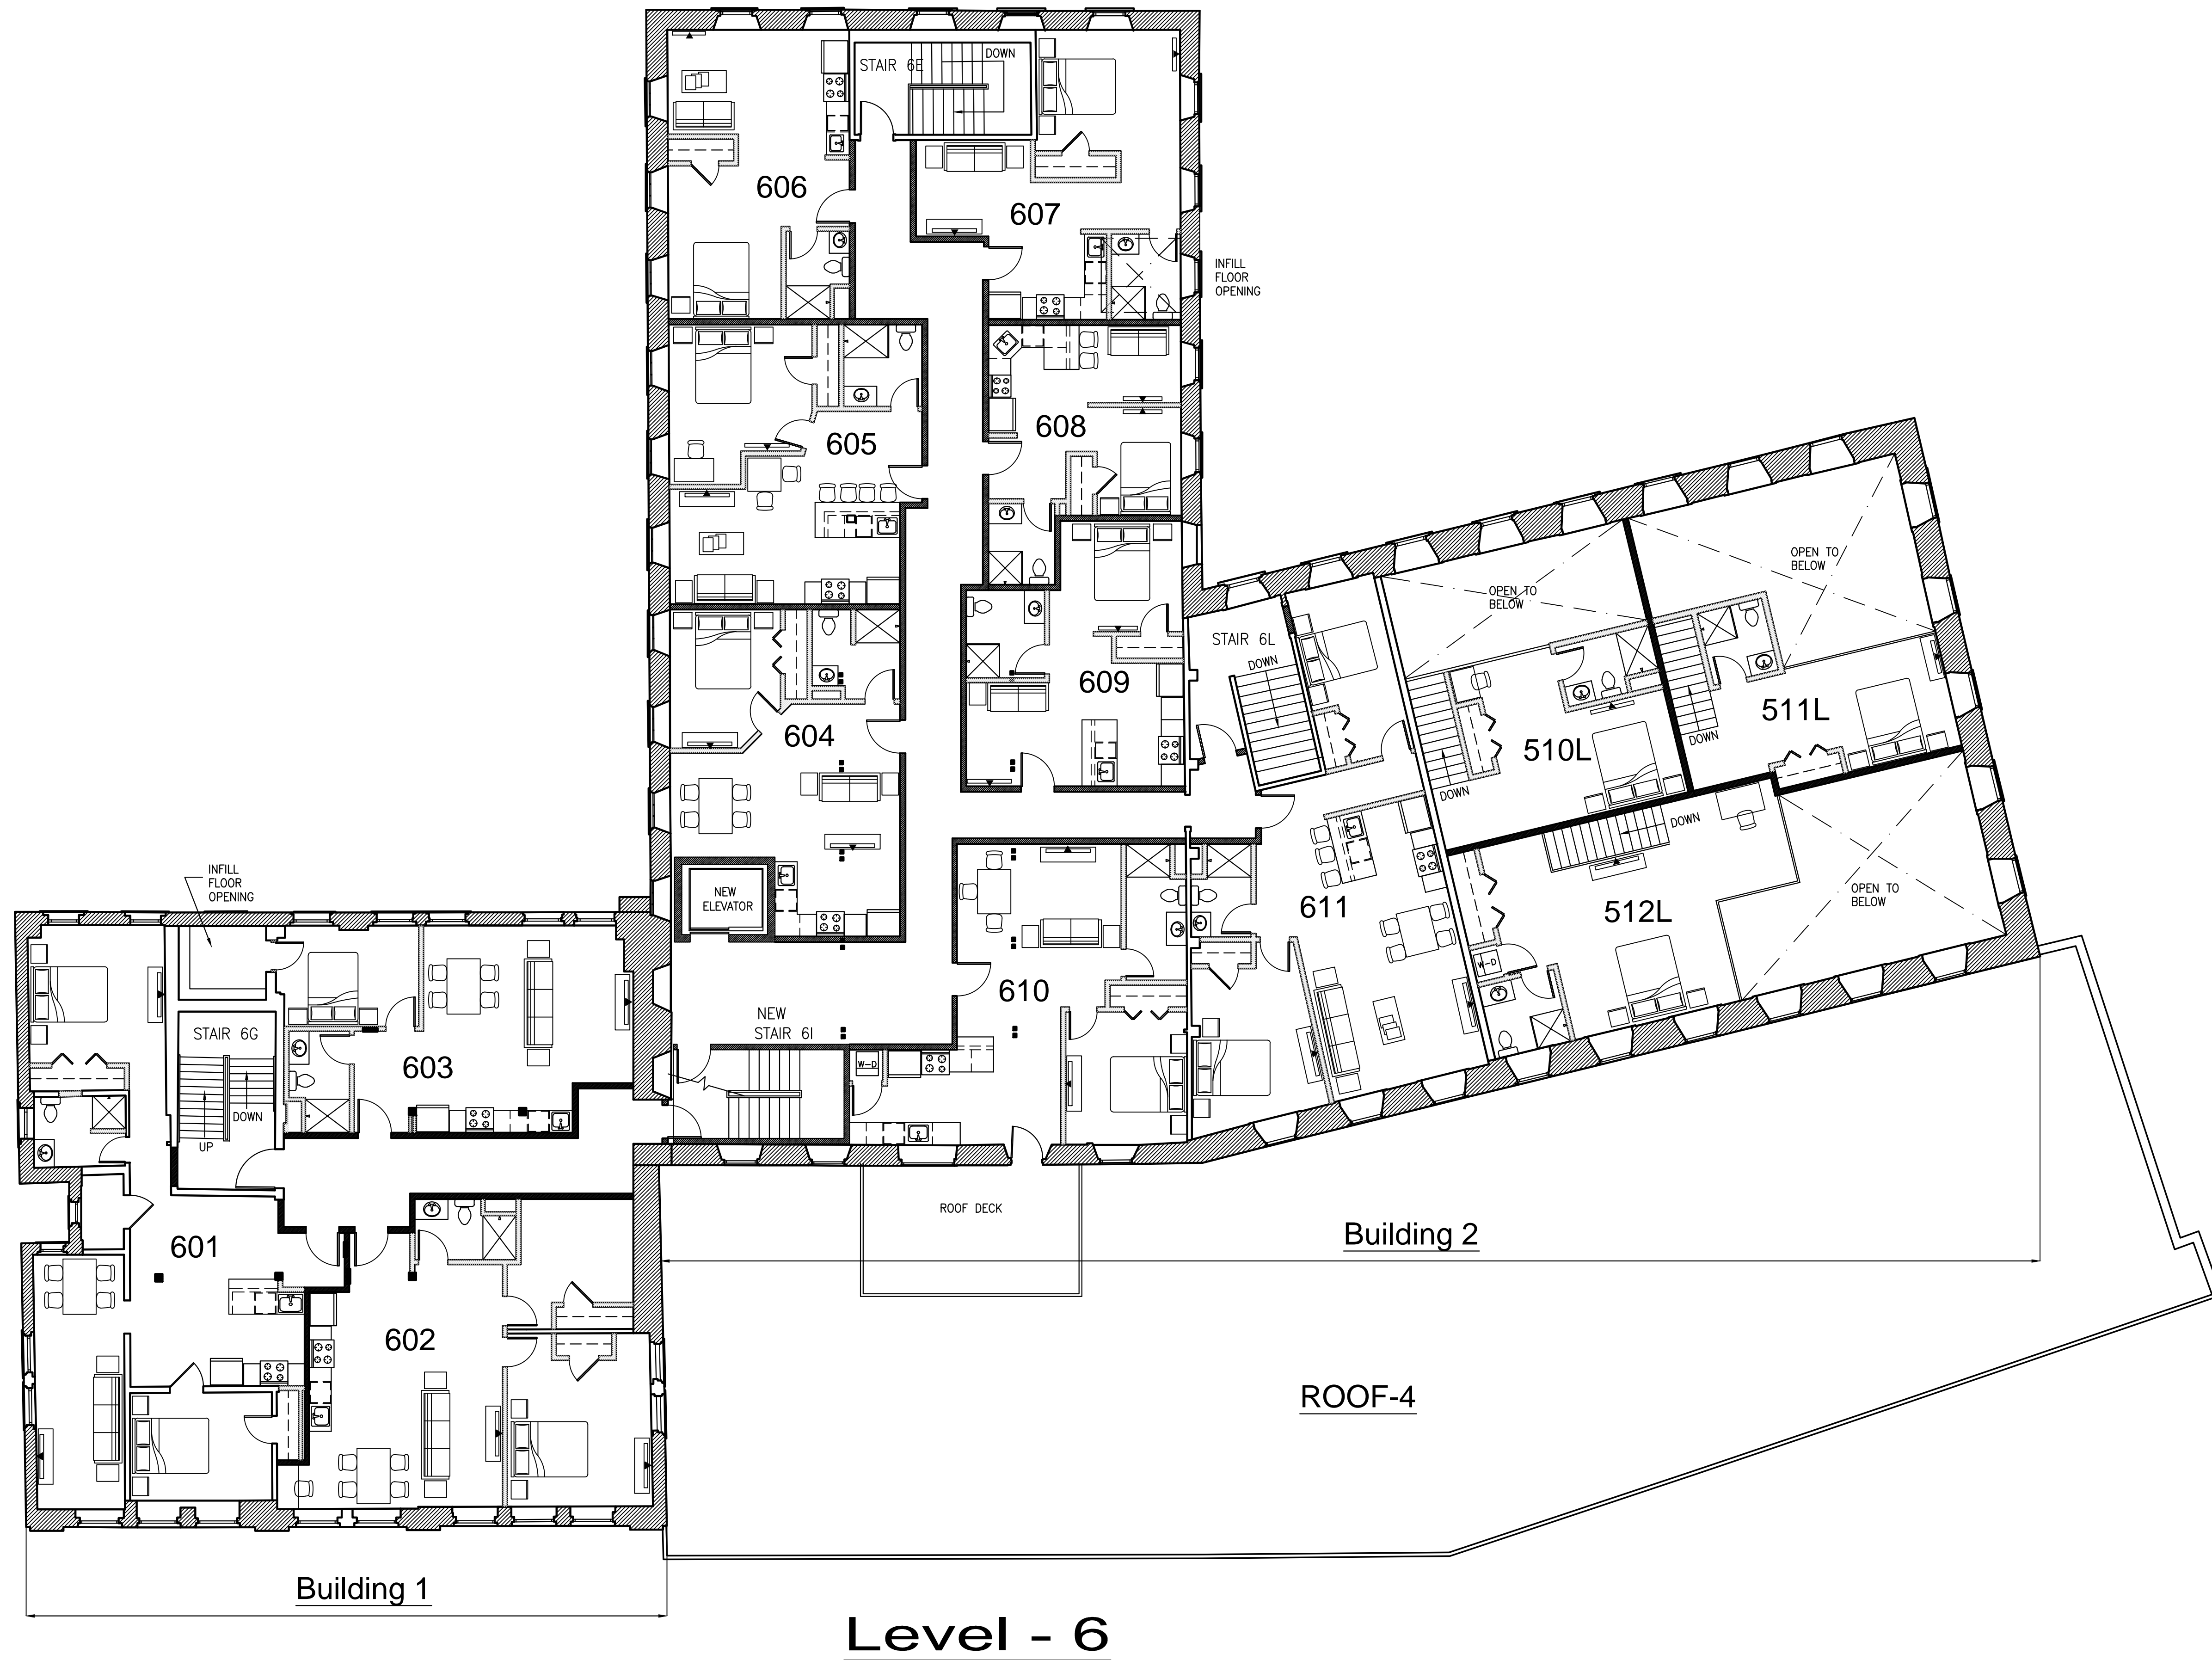 STAIR 6E
DOWN
606
607
INFILL
FLOOR
OPENING
608
605
OPEN TO
BELOW
OPEN TO
BELOW
STAIR 6L
DOWN
609
604
511L
DOWN
510L
DOWN
NEW
ELEVATOR
INFILL
FLOOR
OPENING
DOWN
611
512L
OPEN TO
BELOW
W-D
610
NEW
STAIR 6I
STAIR 6G
603
W-D
DOWN
UP
ROOF DECK
Building 2
601
602
ROOF-4
Building 1
Level - 6